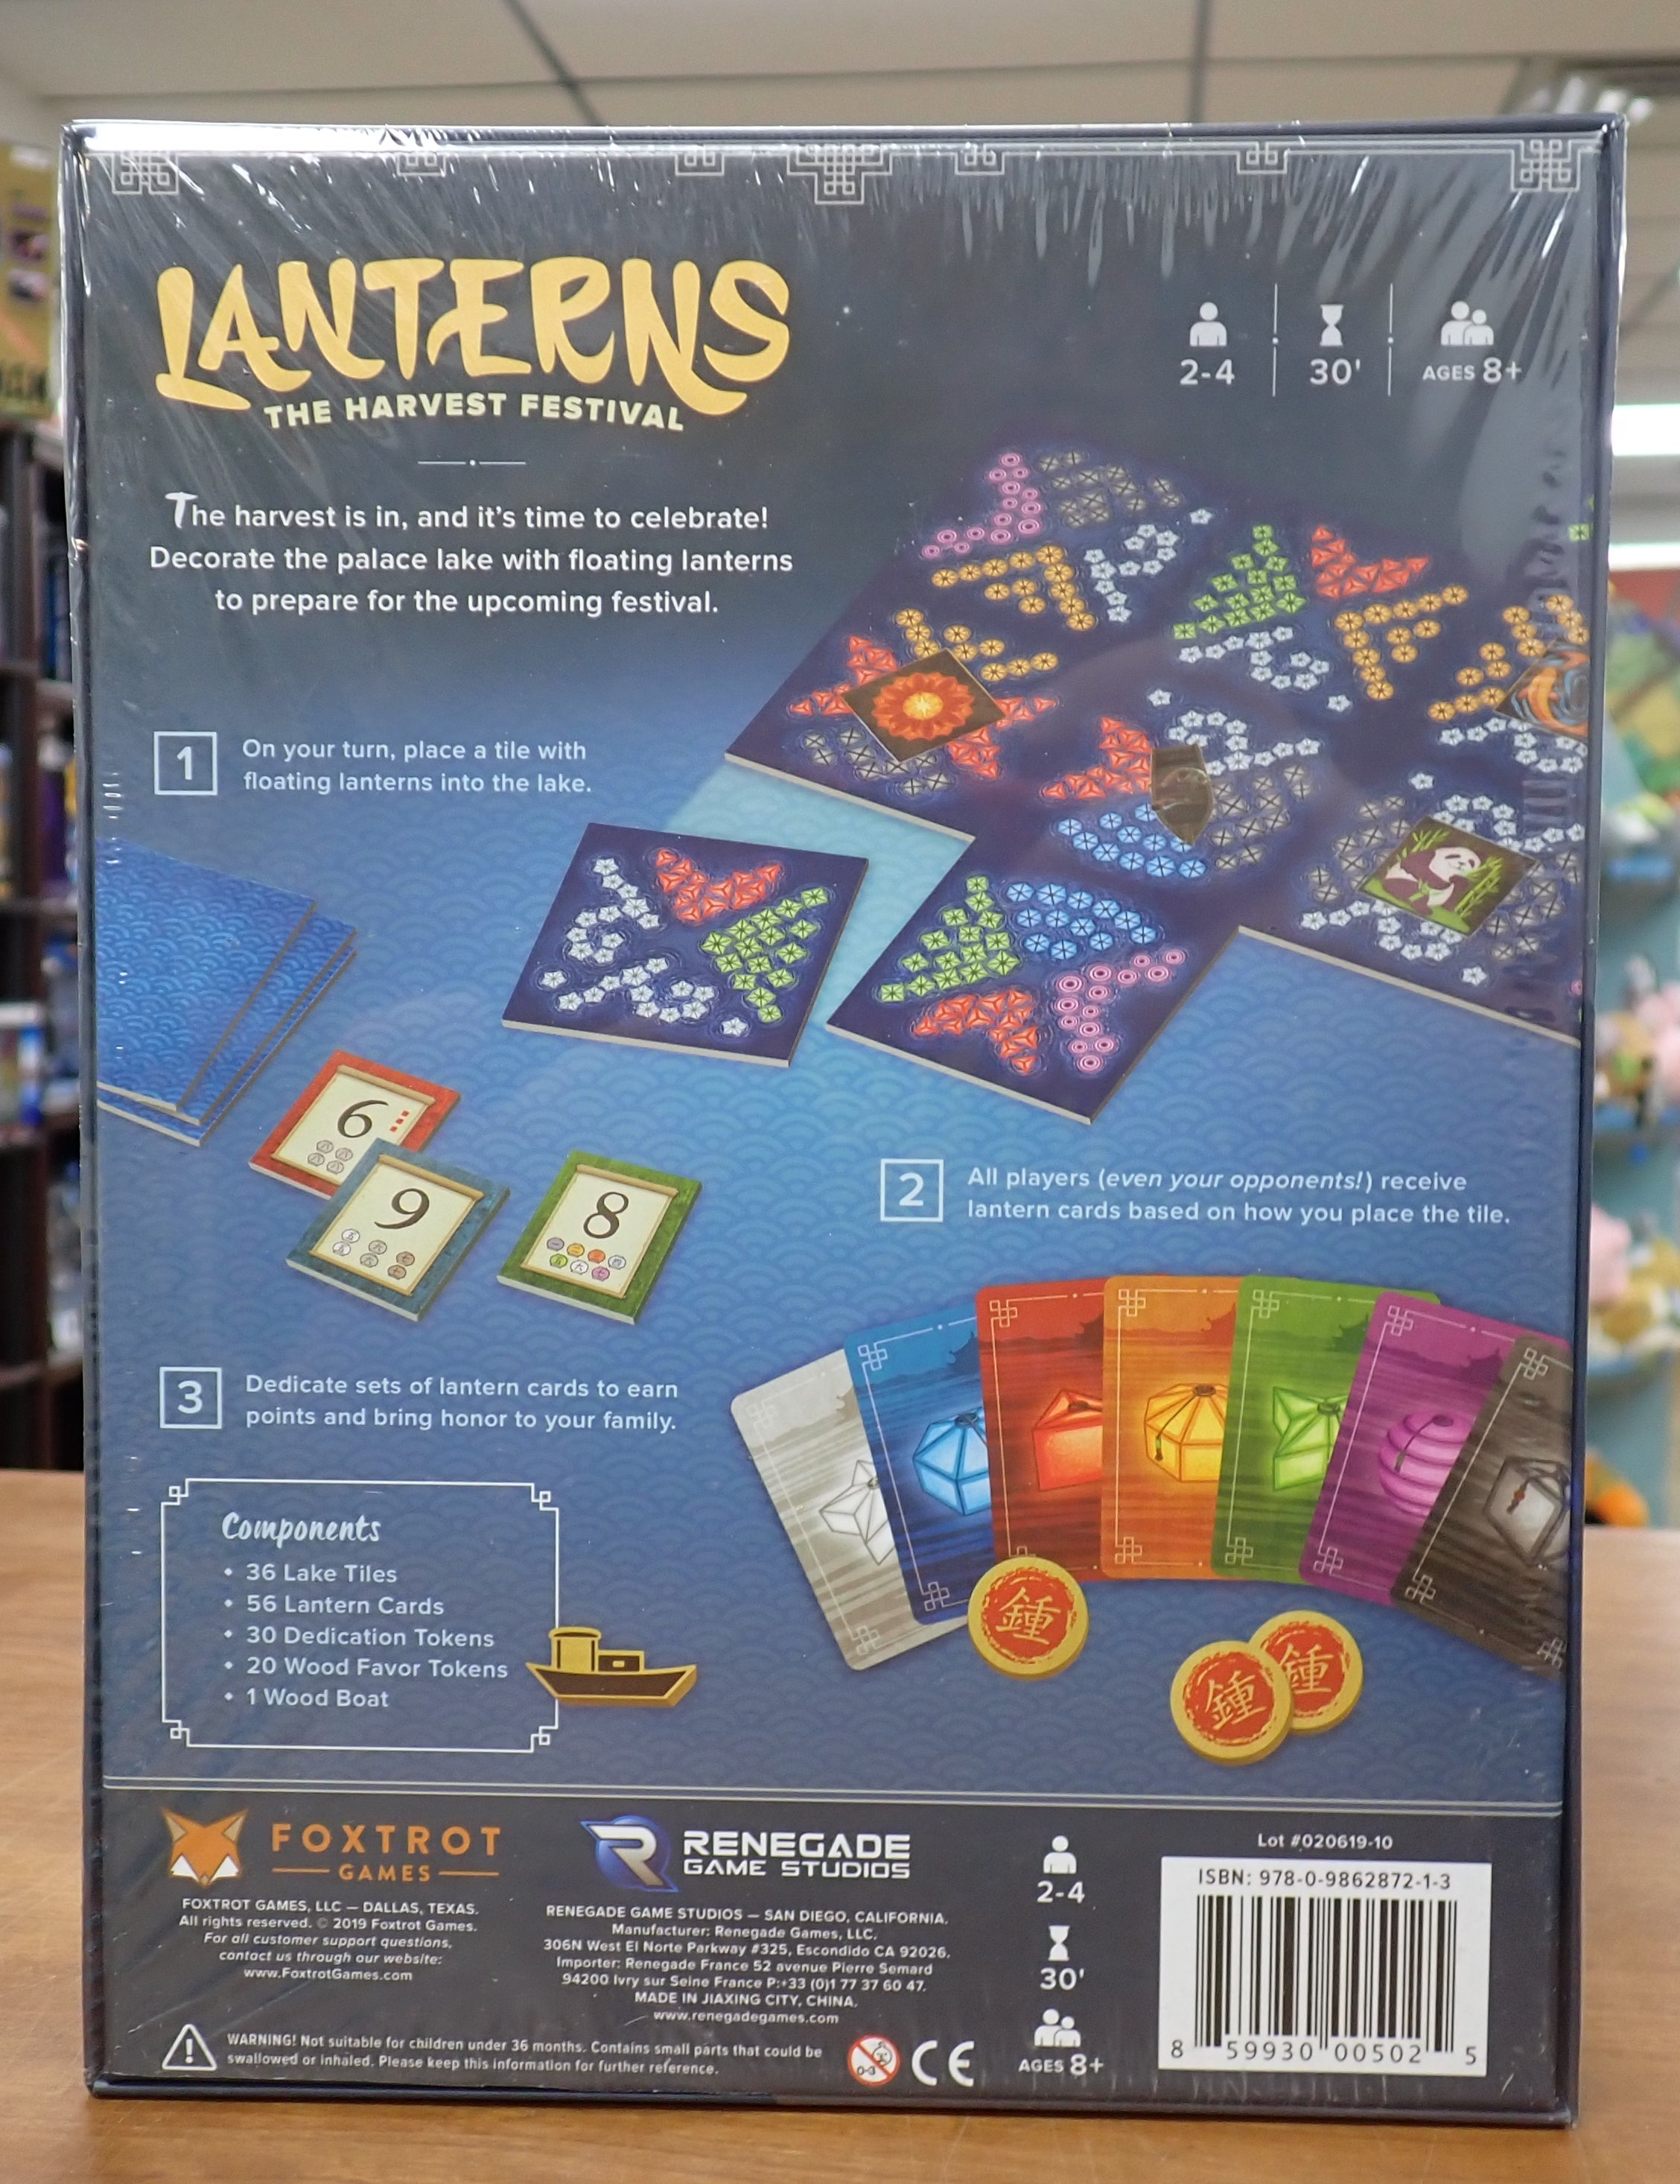 LANTERNS
THE HARVEST FESTIVAL
2-4
30'
AGES 8+
The harvest is in, and it's time to celebrate!
Decorate the palace lake with floating lanterns
to prepare for the upcoming festival.
1
On your turn, place a tile with
floating lanterns into the lake.
6
9
8
2
All players (even your opponents!) receive
lantern cards based on how you place the tile.
3
Dedicate sets of lantern cards to earn
points and bring honor to your family.
Components
• 36 Lake Tiles
• 56 Lantern Cards
• 30 Dedication Tokens
• 20 Wood Favor Tokens
• 1 Wood Boat
鍾
鍾
鍾
FOXTROT
GAMES
FOXTROT GAMES, LLC — DALLAS, TEXAS.
All rights reserved. © 2019 Foxtrot Games.
For all customer support questions,
contact us through our website:
www.FoxtrotGames.com
R
RENEGADE
GAME STUDIOS
RENEGADE GAME STUDIOS — SAN DIEGO, CALIFORNIA.
Manufacturer: Renegade Games, LLC.
306N West El Norte Parkway #325, Escondido CA 92026.
Importer: Renegade France 52 avenue Pierre Semard
94200 Ivry sur Seine France P:+33 (0)1 77 37 60 47.
MADE IN JIAXING CITY, CHINA.
www.renegadegames.com
WARNING! Not suitable for children under 36 months. Contains small parts that could be
swallowed or inhaled. Please keep this information for further reference.
0-3
CE
2-4
30'
AGES 8+
Lot #020619-10
ISBN: 978-0-9862872-1-3
8 59930 00502 5